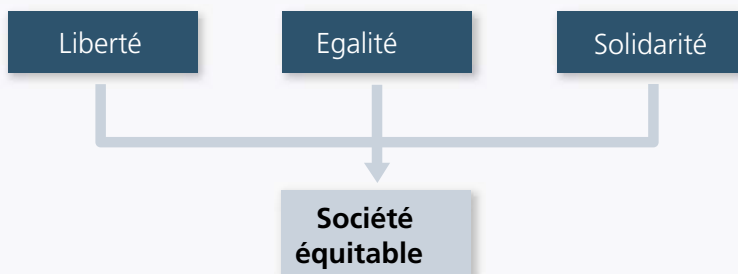 Liberté
Egalité
Solidarité
Société
équitable